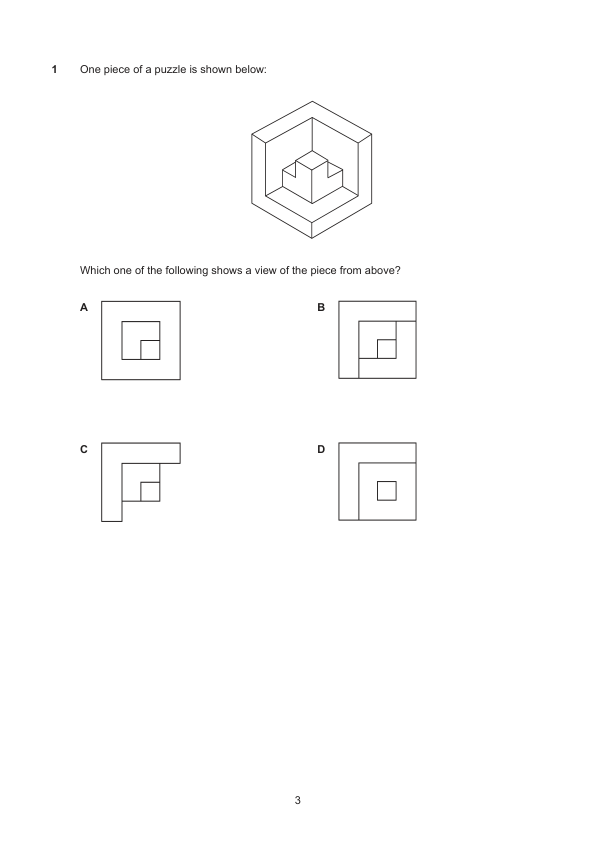 1 One piece of a puzzle is shown below:
Which one of the following shows a view of the piece from above?
A B
C D
3